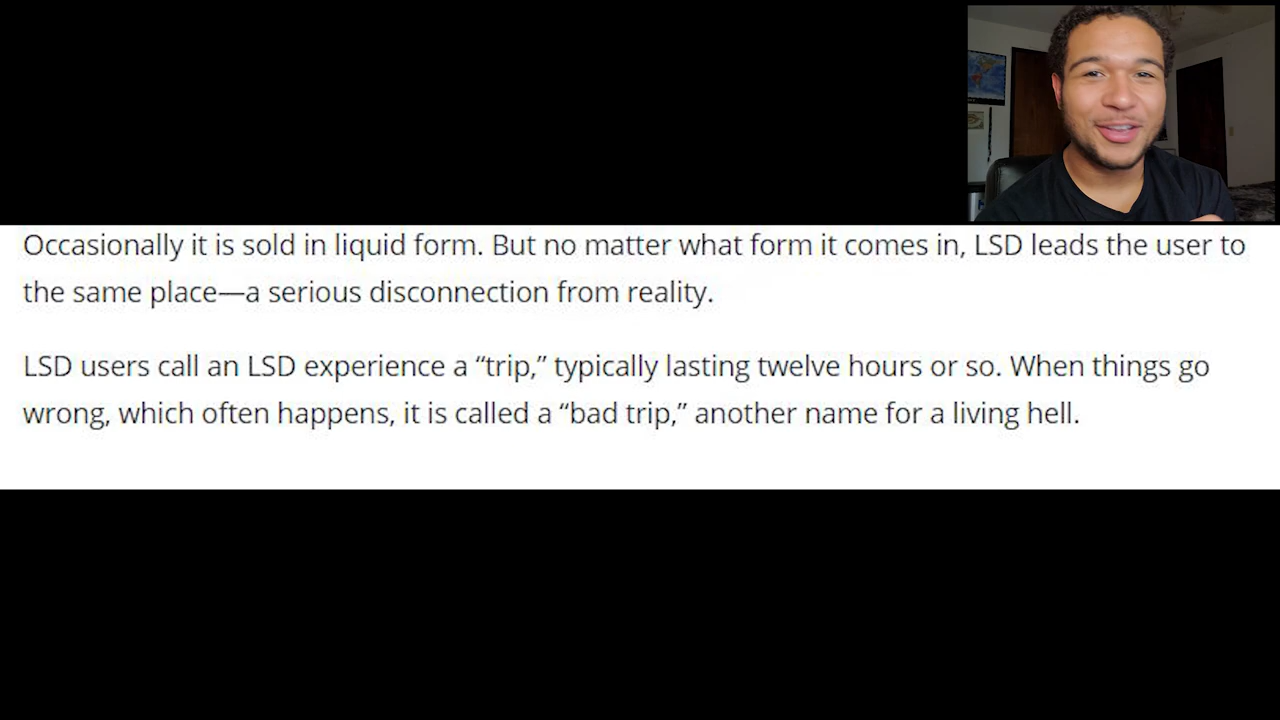 Occasionally it is sold in liquid form. But no matter what form it comes in, LSD leads the user to
the same place—a serious disconnection from reality.
LSD users call an LSD experience a “trip,” typically lasting twelve hours or so. When things go
wrong, which often happens, it is called a “bad trip,” another name for a living hell.